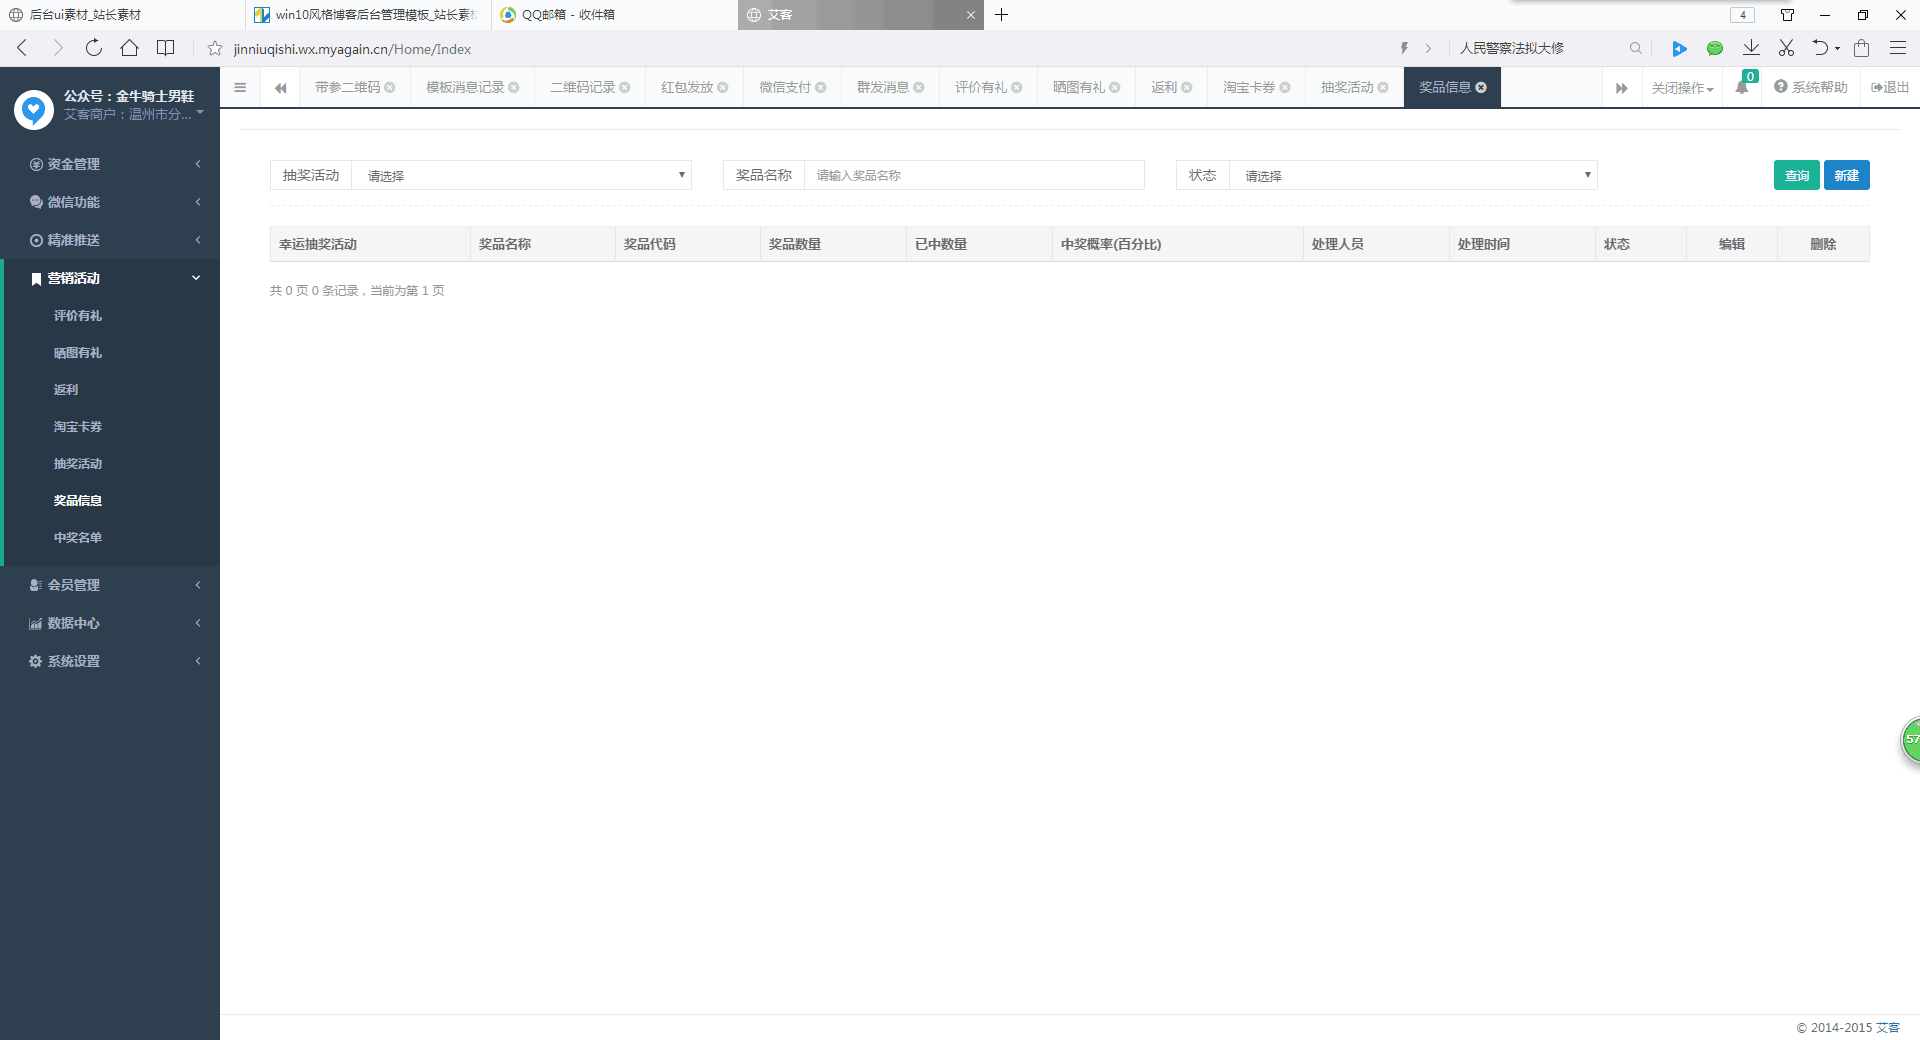 后台ui素材_站长素材
win10风格博客后台管理模板_站长素材
QQ邮箱 - 收件箱
艾客
4
jinniuqishi.wx.myagain.cn/Home/Index
人民警察法拟大修
公众号：金牛骑士男鞋
艾客商户：温州市分...
带参二维码
模板消息记录
二维码记录
红包发放
微信支付
群发消息
评价有礼
晒图有礼
返利
淘宝卡券
抽奖活动
奖品信息
关闭操作
0
系统帮助
退出
资金管理
微信功能
精准推送
营销活动
评价有礼
晒图有礼
返利
淘宝卡券
抽奖活动
奖品信息
中奖名单
会员管理
数据中心
系统设置
抽奖活动
请选择
奖品名称
请输入奖品名称
状态
请选择
查询
新建
幸运抽奖活动
奖品名称
奖品代码
奖品数量
已中数量
中奖概率(百分比)
处理人员
处理时间
状态
编辑
删除
共 0 页 0 条记录，当前为第 1 页
57
© 2014-2015 艾客